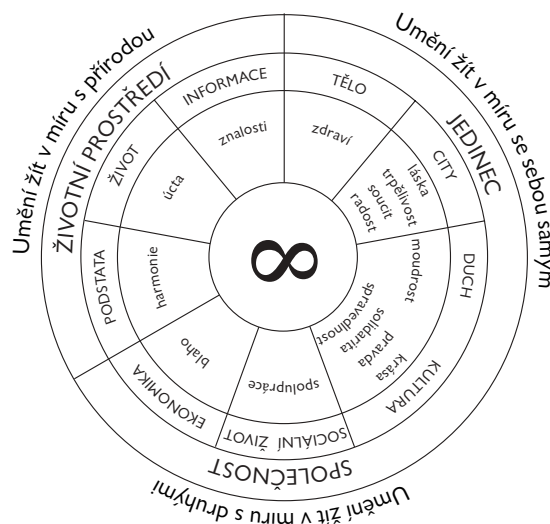 Umění žít v míru s přírodou
Umění žít v míru se sebou samým
Umění žít v míru s druhými
ŽIVOTNÍ PROSTŘEDÍ
JEDINEC
SPOLEČNOST
INFORMACE
TĚLO
CITY
DUCH
KULTURA
SOCIÁLNÍ ŽIVOT
EKONOMIKA
PODSTATA
ŽIVOT
znalosti
zdraví
láska
trpělivost
soucit
radost
moudrost
krása
pravda
solidarita
spravedlnost
spolupráce
blaho
harmonie
úcta
8